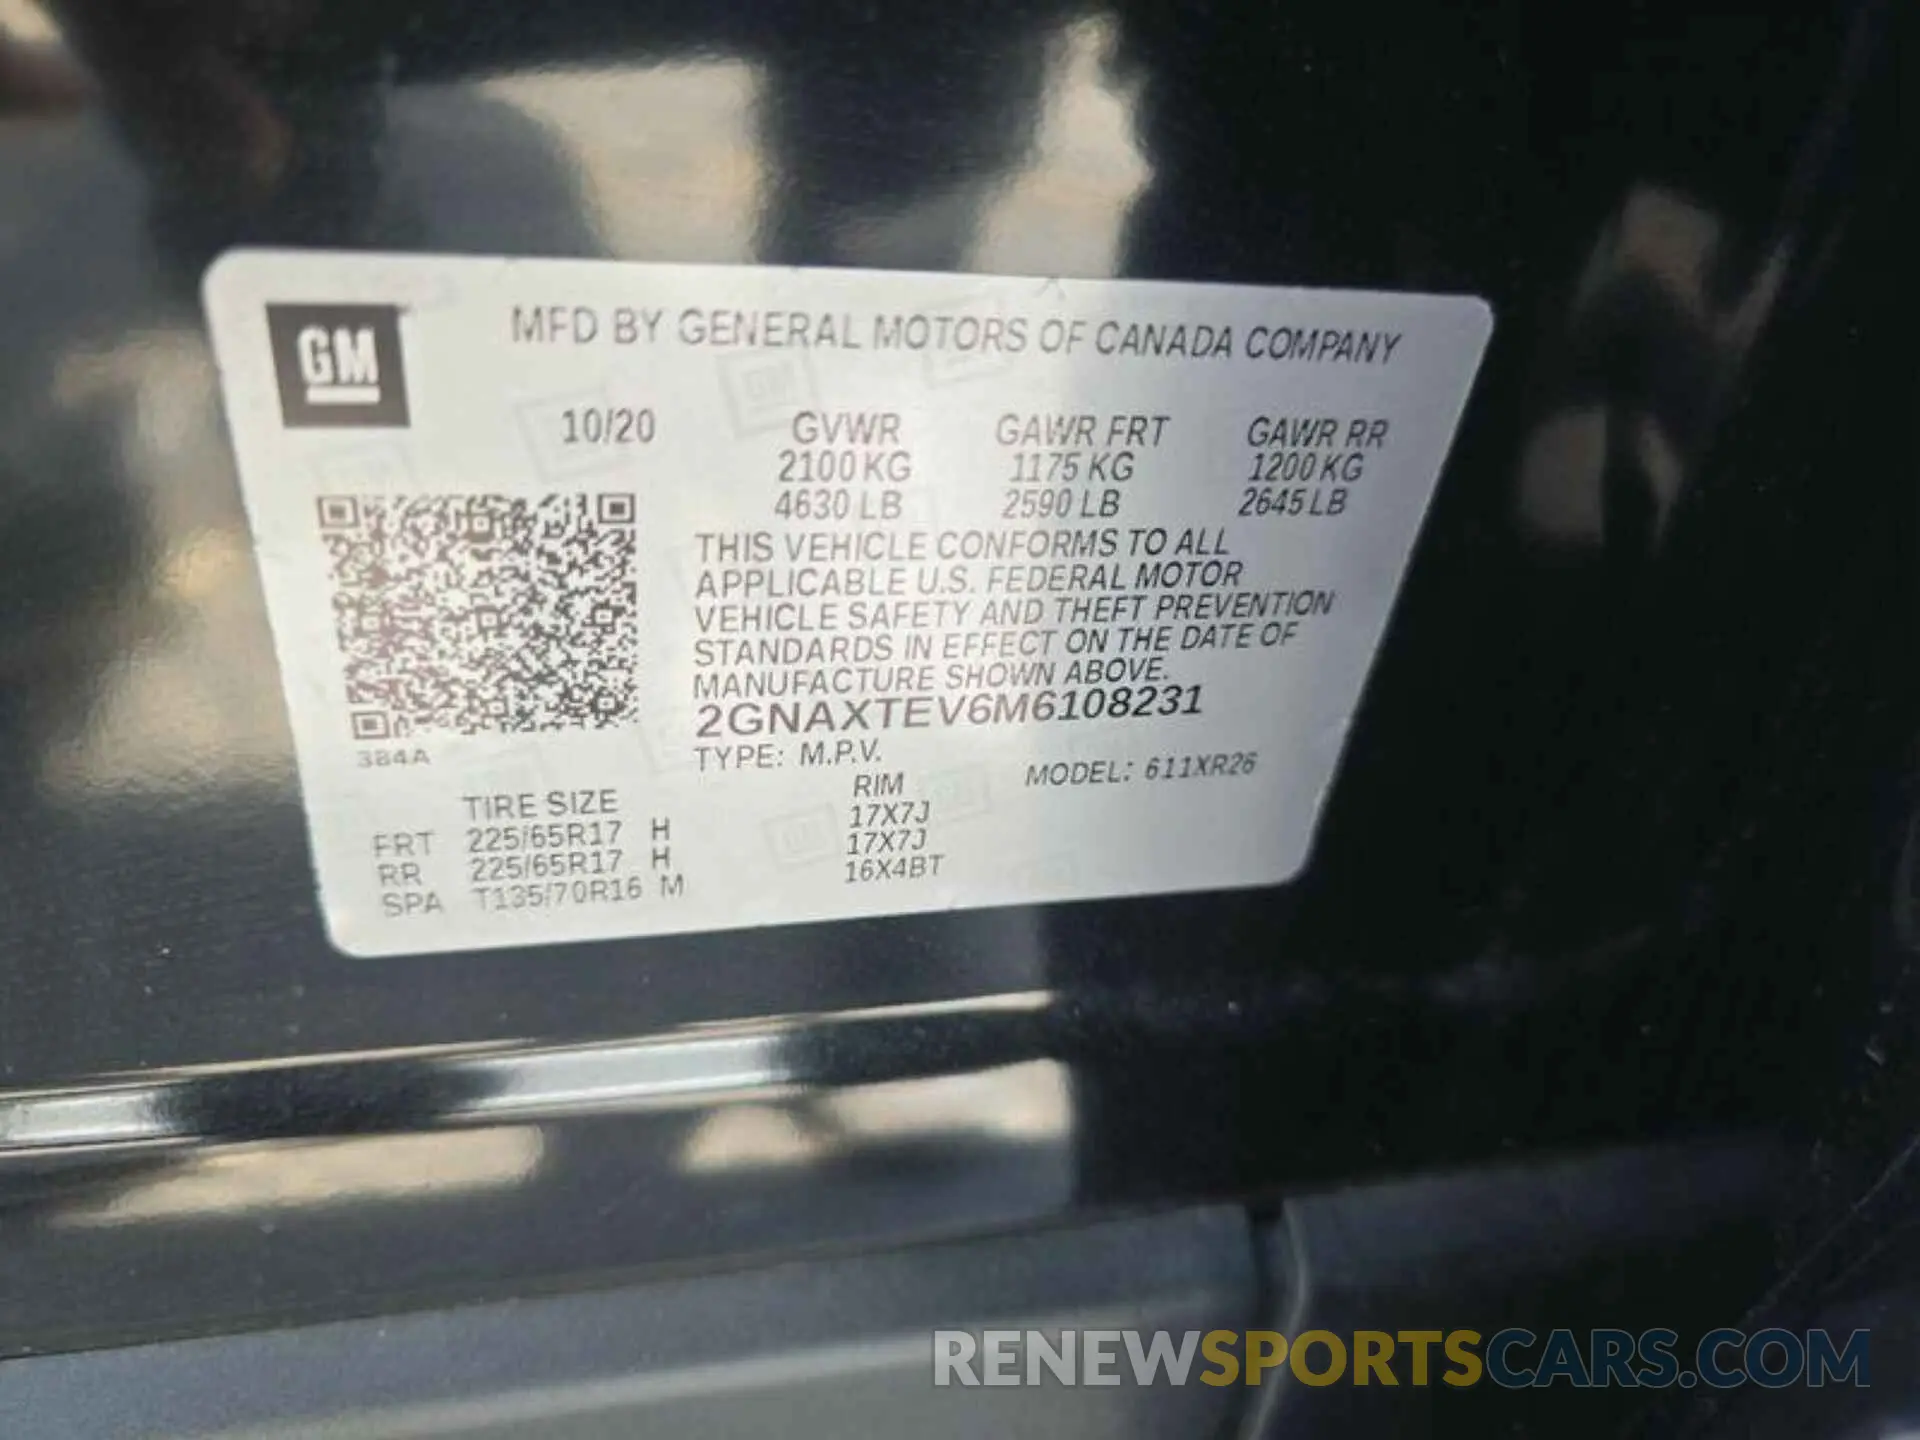 GM
MFD BY GENERAL MOTORS OF CANADA COMPANY
10/20 GVWR GAWR FRT GAWR RR
2100 KG 1175 KG 1200 KG
4630 LB 2590 LB 2645 LB
THIS VEHICLE CONFORMS TO ALL
APPLICABLE U.S. FEDERAL MOTOR
VEHICLE SAFETY AND THEFT PREVENTION
STANDARDS IN EFFECT ON THE DATE OF
MANUFACTURE SHOWN ABOVE.
2GNAXTEV6M6108231
384A
TYPE: M.P.V. MODEL: 611XR26
TIRE SIZE RIM
FRT 225/65R17 H 17X7J
RR 225/65R17 H 17X7J
SPA T135/70R16 M 16X4BT
RENEWSPORTSCARS.COM